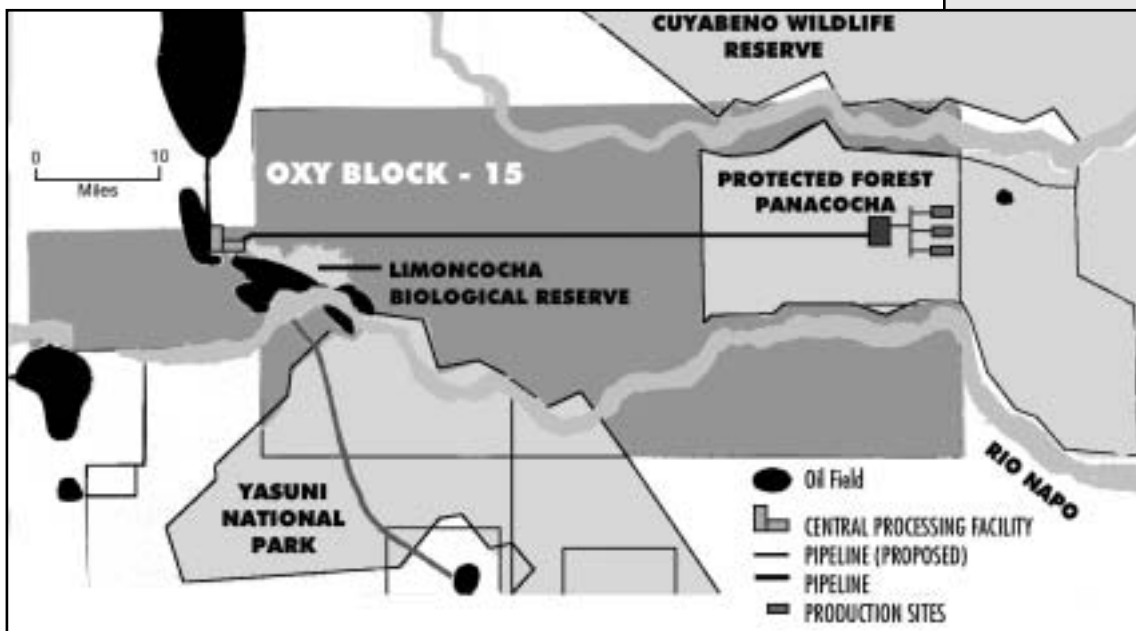 CUYABENO WILDLIFE
RESERVE
0 10
Miles
OXY BLOCK - 15
PROTECTED FOREST
PANACOCHA
LIMONCOCHA
BIOLOGICAL RESERVE
YASUNI
NATIONAL
PARK
RIO NAPO
Oil Field
CENTRAL PROCESSING FACILITY
PIPELINE (PROPOSED)
PIPELINE
PRODUCTION SITES